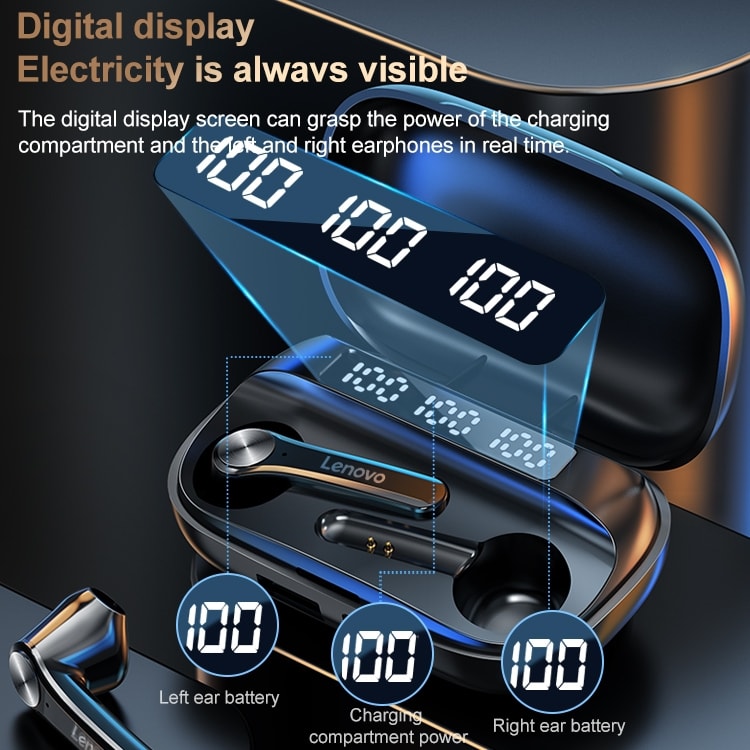 Digital display
Electricity is alwavs visible
The digital display screen can grasp the power of the charging
compartment and the left and right earphones in real time.
100 100 100
100 100 100
Lenovo
100 100 100
Left ear battery
Charging
compartment power
Right ear battery
Lenovo